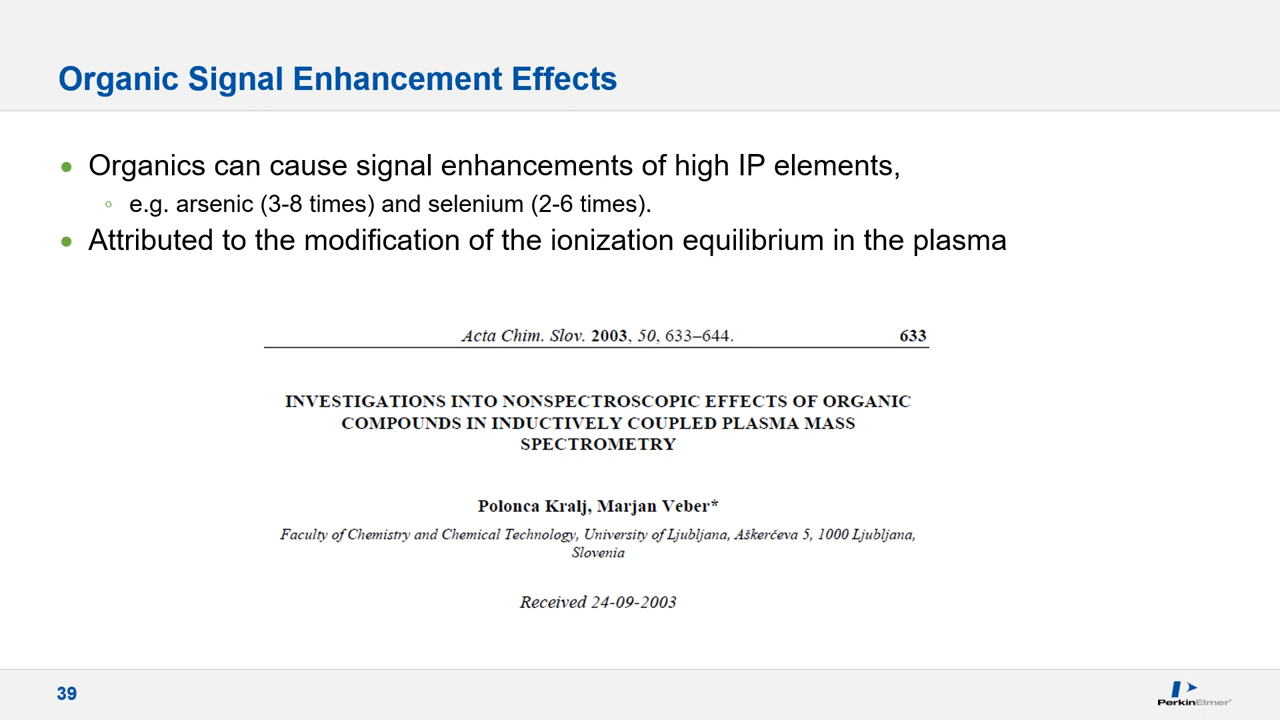 Organic Signal Enhancement Effects
• Organics can cause signal enhancements of high IP elements,
◦ e.g. arsenic (3-8 times) and selenium (2-6 times).
• Attributed to the modification of the ionization equilibrium in the plasma
Acta Chim. Slov. 2003, 50, 633–644. 633
INVESTIGATIONS INTO NONSPECTROSCOPIC EFFECTS OF ORGANIC
COMPOUNDS IN INDUCTIVELY COUPLED PLASMA MASS
SPECTROMETRY
Polonca Kralj, Marjan Veber*
Faculty of Chemistry and Chemical Technology, University of Ljubljana, Aškerčeva 5, 1000 Ljubljana,
Slovenia
Received 24-09-2003
39
PerkinElmer